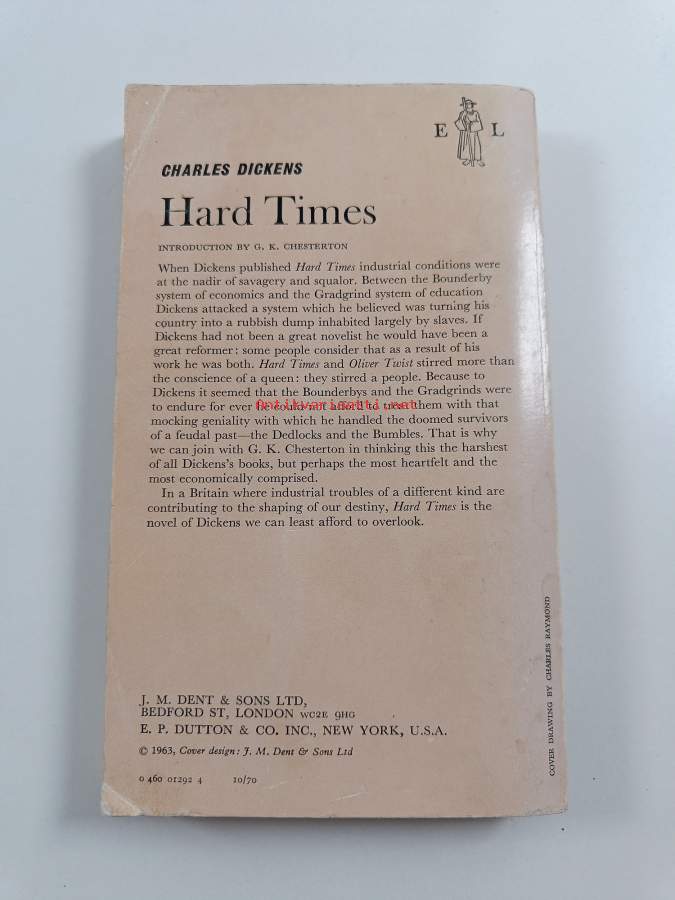 E L
CHARLES DICKENS
Hard Times
INTRODUCTION BY G. K. CHESTERTON
When Dickens published Hard Times industrial conditions were
at the nadir of savagery and squalor. Between the Bounderby
system of economics and the Gradgrind system of education
Dickens attacked a system which he believed was turning his
country into a rubbish dump inhabited largely by slaves. If
Dickens had not been a great novelist he would have been a
great reformer: some people consider that as a result of his
work he was both. Hard Times and Oliver Twist stirred more than
the conscience of a queen: they stirred a people. Because to
Dickens it seemed that the Bounderbys and the Gradgrinds were
to endure for ever he could not afford to treat them with that
Antikvariaatti.net
mocking geniality with which he handled the doomed survivors
of a feudal past—the Dedlocks and the Bumbles. That is why
we can join with G. K. Chesterton in thinking this the harshest
of all Dickens's books, but perhaps the most heartfelt and the
most economically comprised.
In a Britain where industrial troubles of a different kind are
contributing to the shaping of our destiny, Hard Times is the
novel of Dickens we can least afford to overlook.
COVER DRAWING BY CHARLES RAYMOND
J. M. DENT & SONS LTD,
BEDFORD ST, LONDON WC2E 9HG
E. P. DUTTON & CO. INC., NEW YORK, U.S.A.
© 1963, Cover design: J. M. Dent & Sons Ltd
0 460 01292 4 10/70